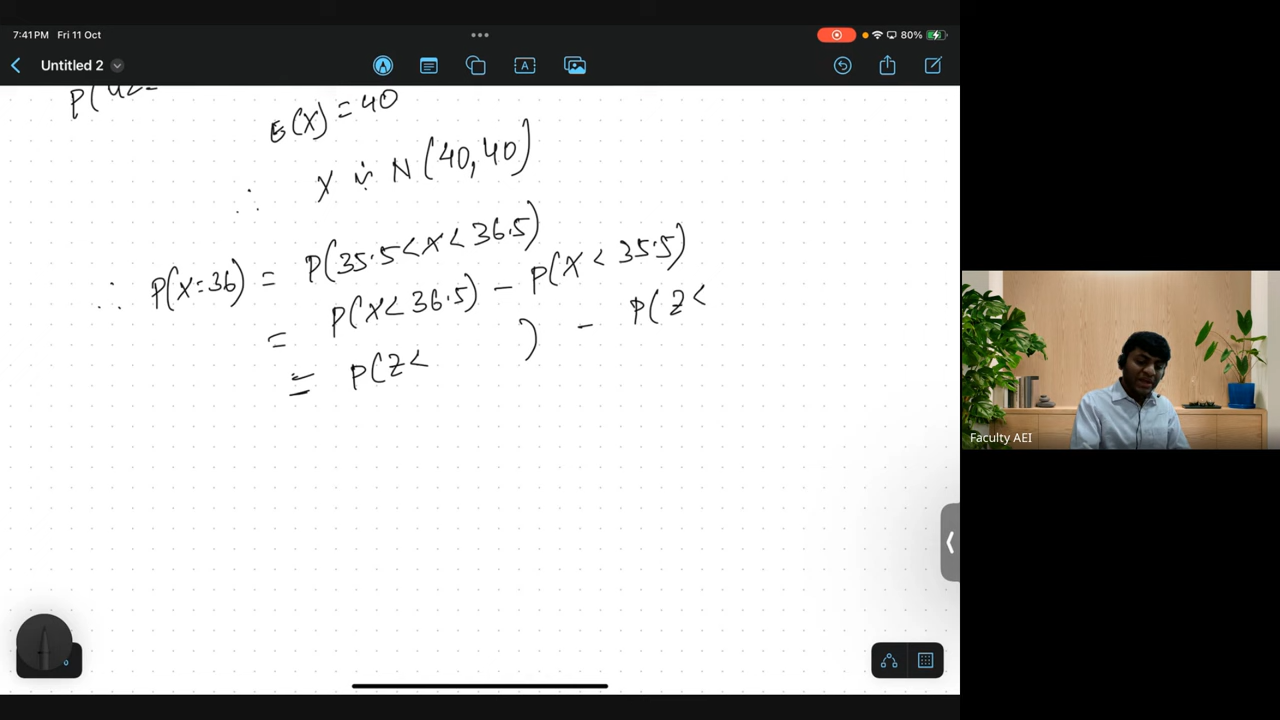 7:41 PM Fri 11 Oct
80%
Untitled 2
E(X) = 40
∴ X ~ N(40,40)
∴ P(X=36) = P(35.5<X<36.5)
= P(X<36.5) - P(X<35.5)
= P(Z< ) - P(Z<
Faculty AEI